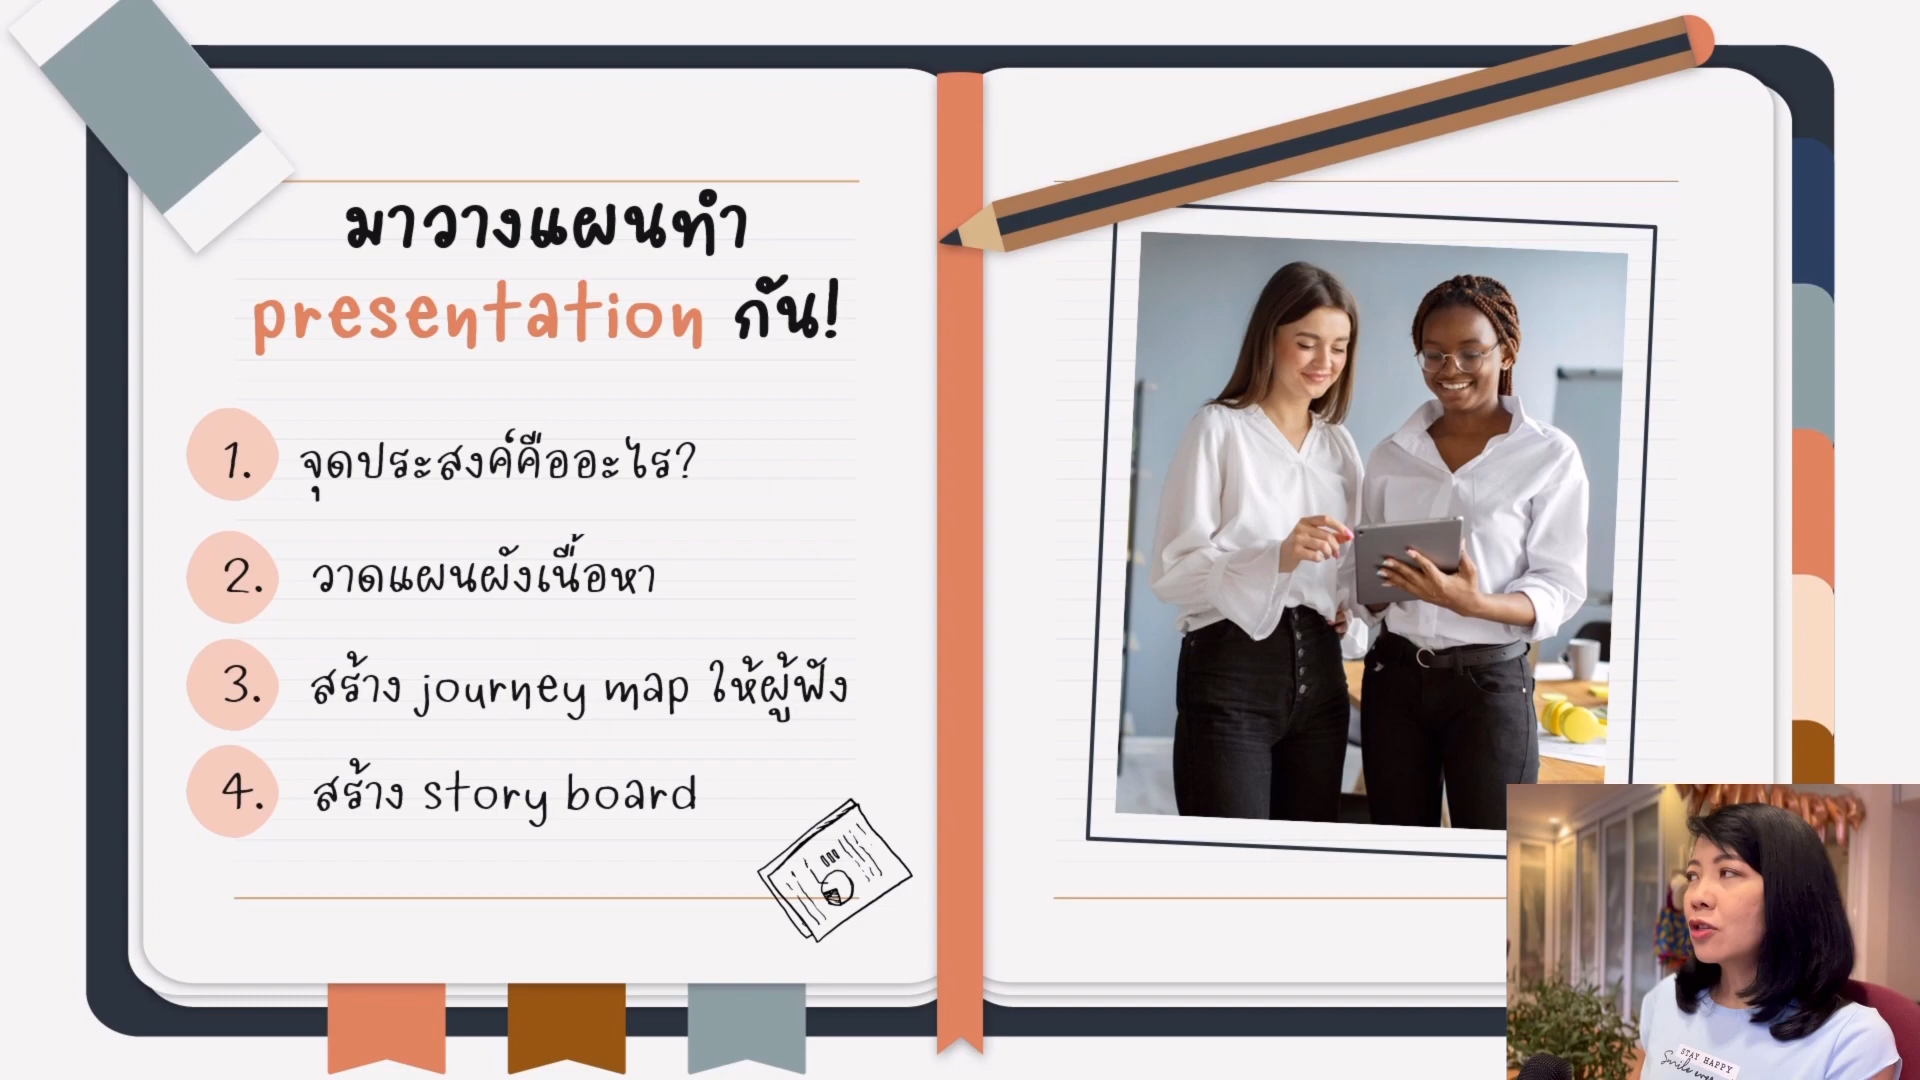 มาวางแผนทำ
presentation กัน!
1. จุดประสงค์คืออะไร?
2. วาดแผนผังเนื้อหา
3. สร้าง journey map ให้ผู้ฟัง
4. สร้าง story board
STAY HAPPY
Smile